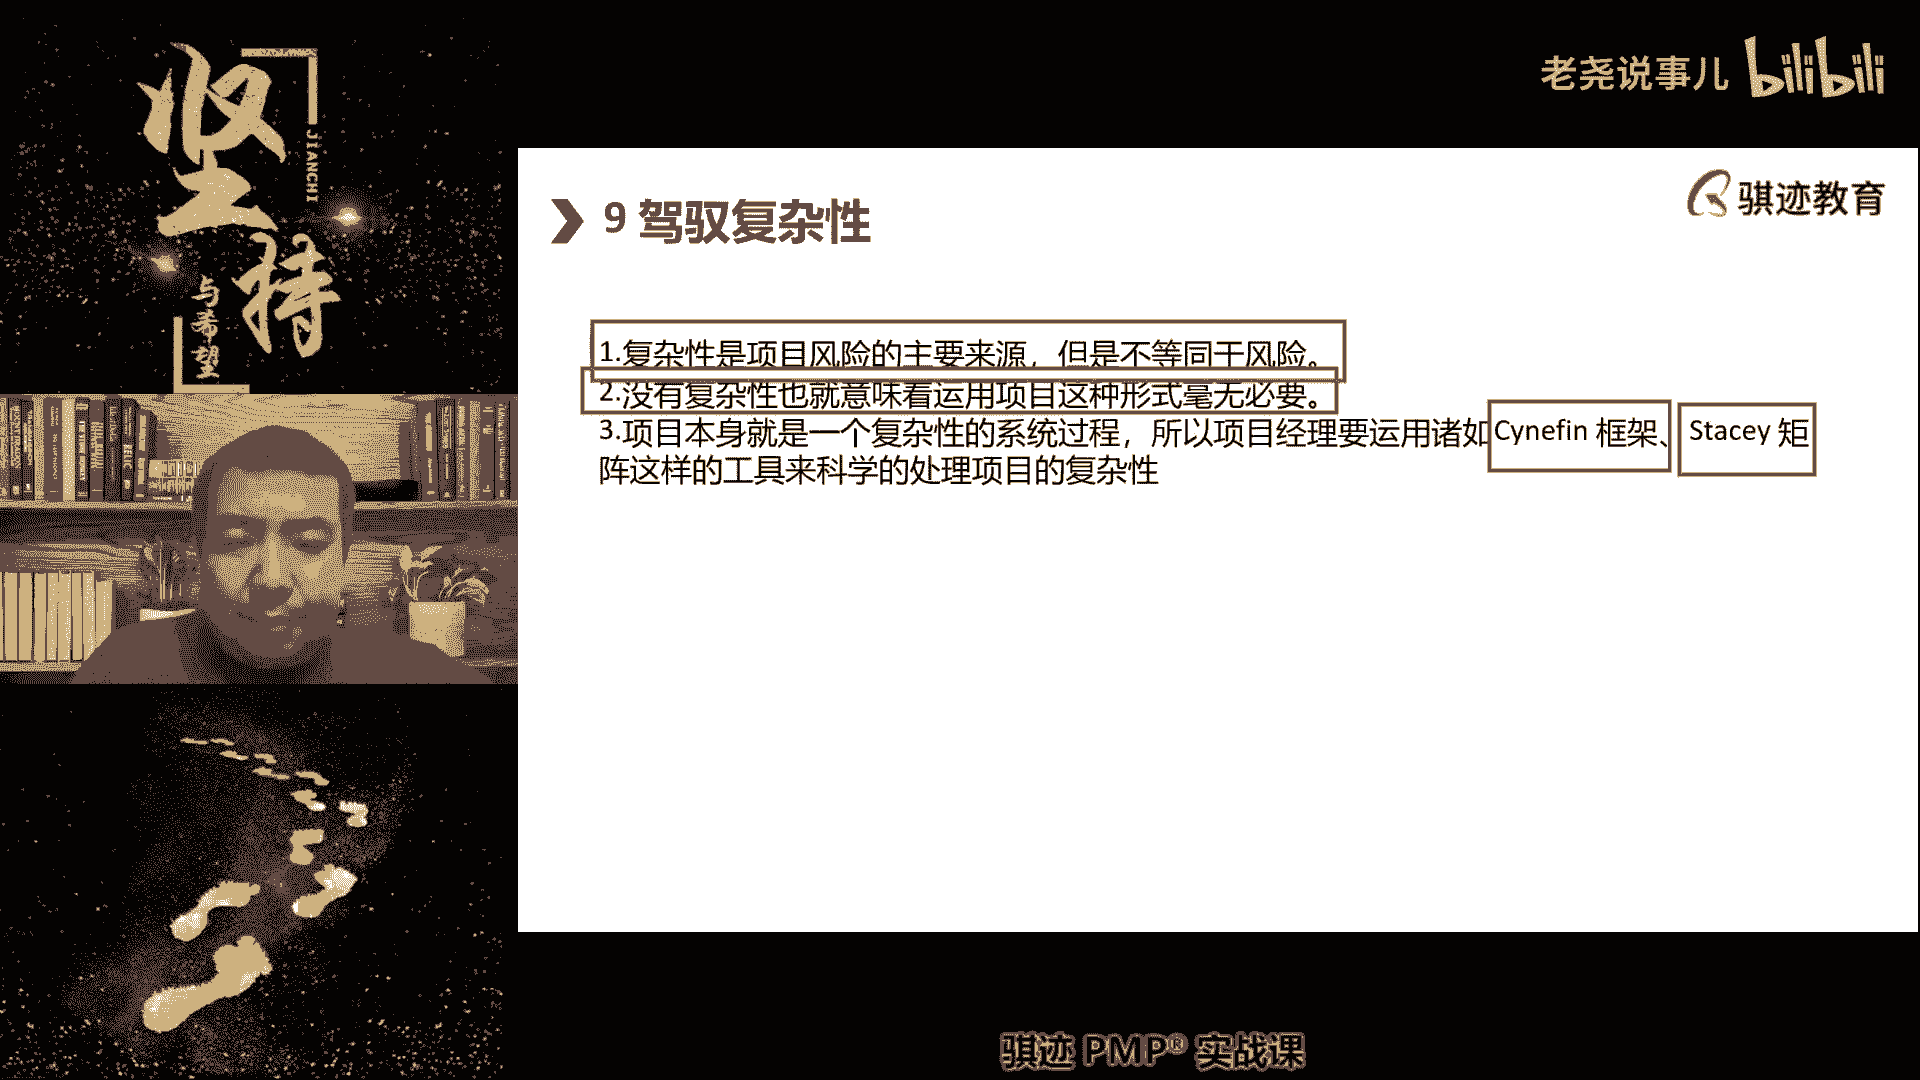 坚持
JIANCHI
与希望
老尧说事儿 bilibili
骐迹教育
9 驾驭复杂性
1.复杂性是项目风险的主要来源，但是不等同于风险。
2.没有复杂性也就意味着运用项目这种形式毫无必要。
3.项目本身就是一个复杂性的系统过程，所以项目经理要运用诸如Cynefin 框架、Stacey 矩
阵这样的工具来科学的处理项目的复杂性
骐迹 PMP® 实战课